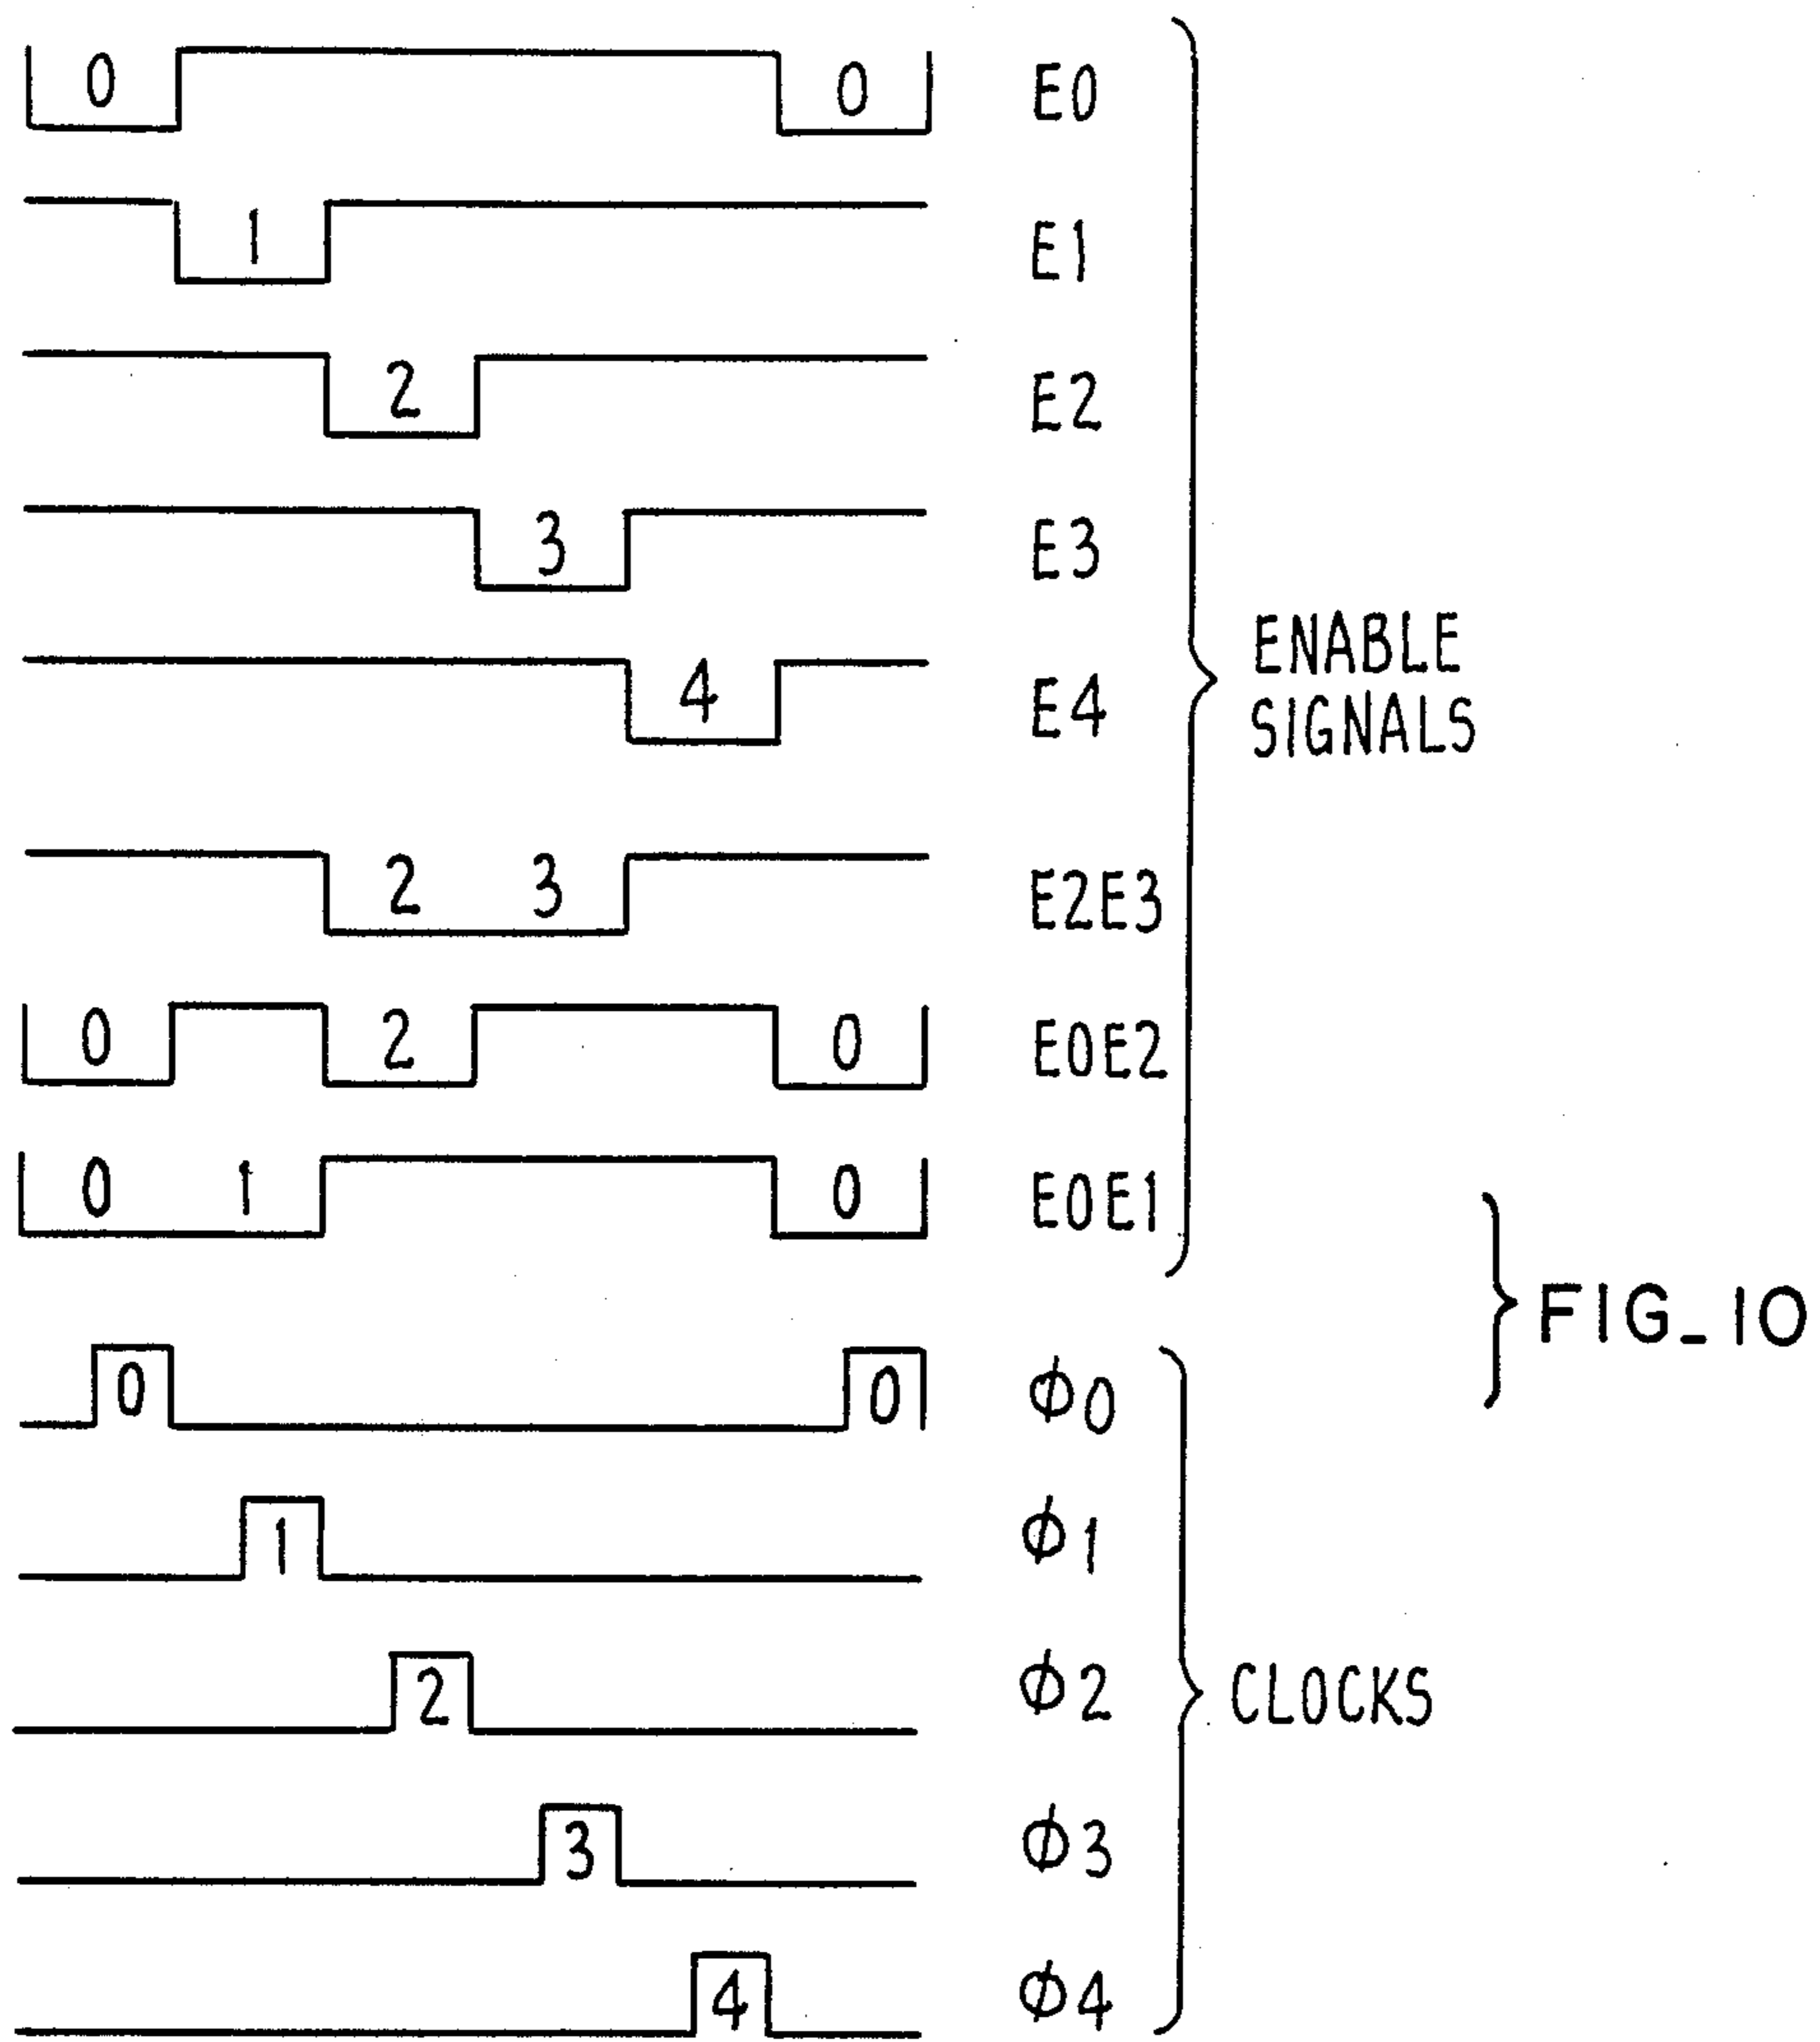 0 0 E0
1 E1
2 E2
3 E3
4 E4
ENABLE
SIGNALS
2 3 E2E3
0 2 0 E0E2
0 1 0 E0E1
FIG_10
0 0 ϕ0
1 ϕ1
2 ϕ2
CLOCKS
3 ϕ3
4 ϕ4